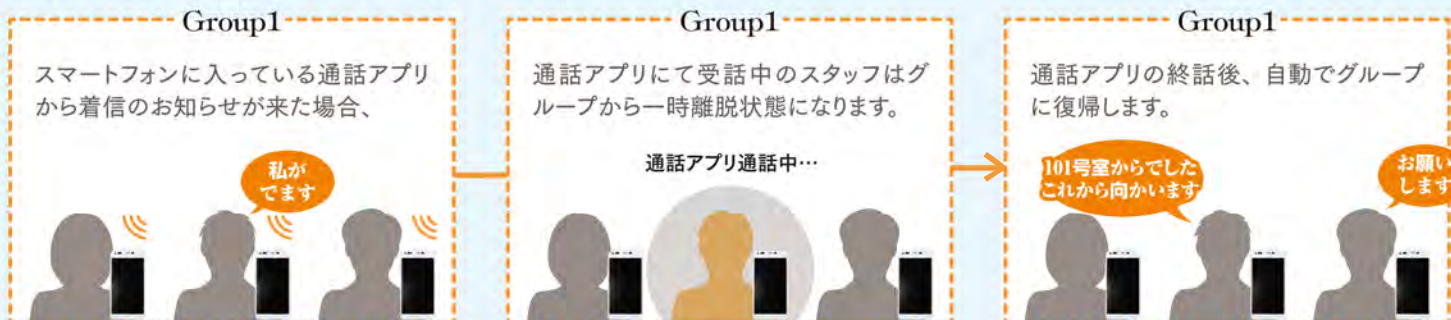 Group1
スマートフォンに入っている通話アプリ
から着信のお知らせが来た場合、
私が
でます
Group1
通話アプリにて受話中のスタッフはグ
ループから一時離脱状態になります。
通話アプリ通話中…
Group1
通話アプリの終話後、自動でグループ
に復帰します。
101号室からでした
これから向かいます
お願い
します